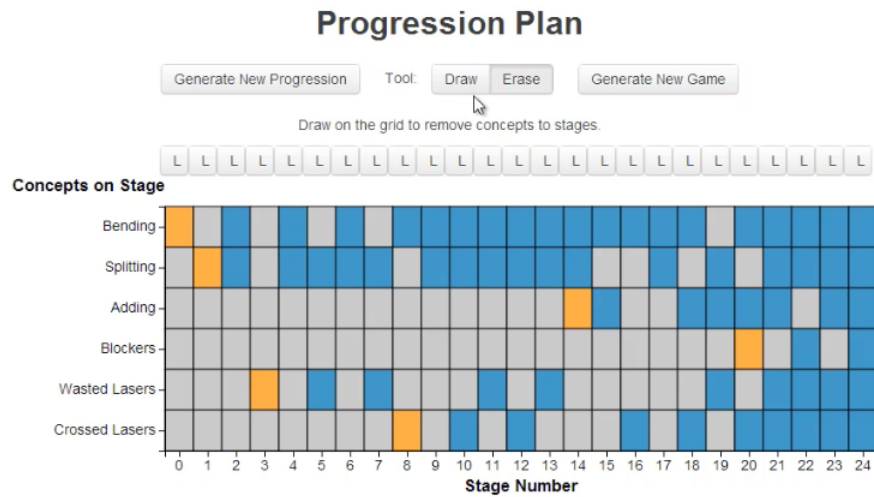 Progression Plan
Generate New Progression Tool: Draw Erase Generate New Game
Draw on the grid to remove concepts to stages.
L L L L L L L L L L L L L L L L L L L L L L L L L
Concepts on Stage
Bending
Splitting
Adding
Blockers
Wasted Lasers
Crossed Lasers
0 1 2 3 4 5 6 7 8 9 10 11 12 13 14 15 16 17 18 19 20 21 22 23 24
Stage Number